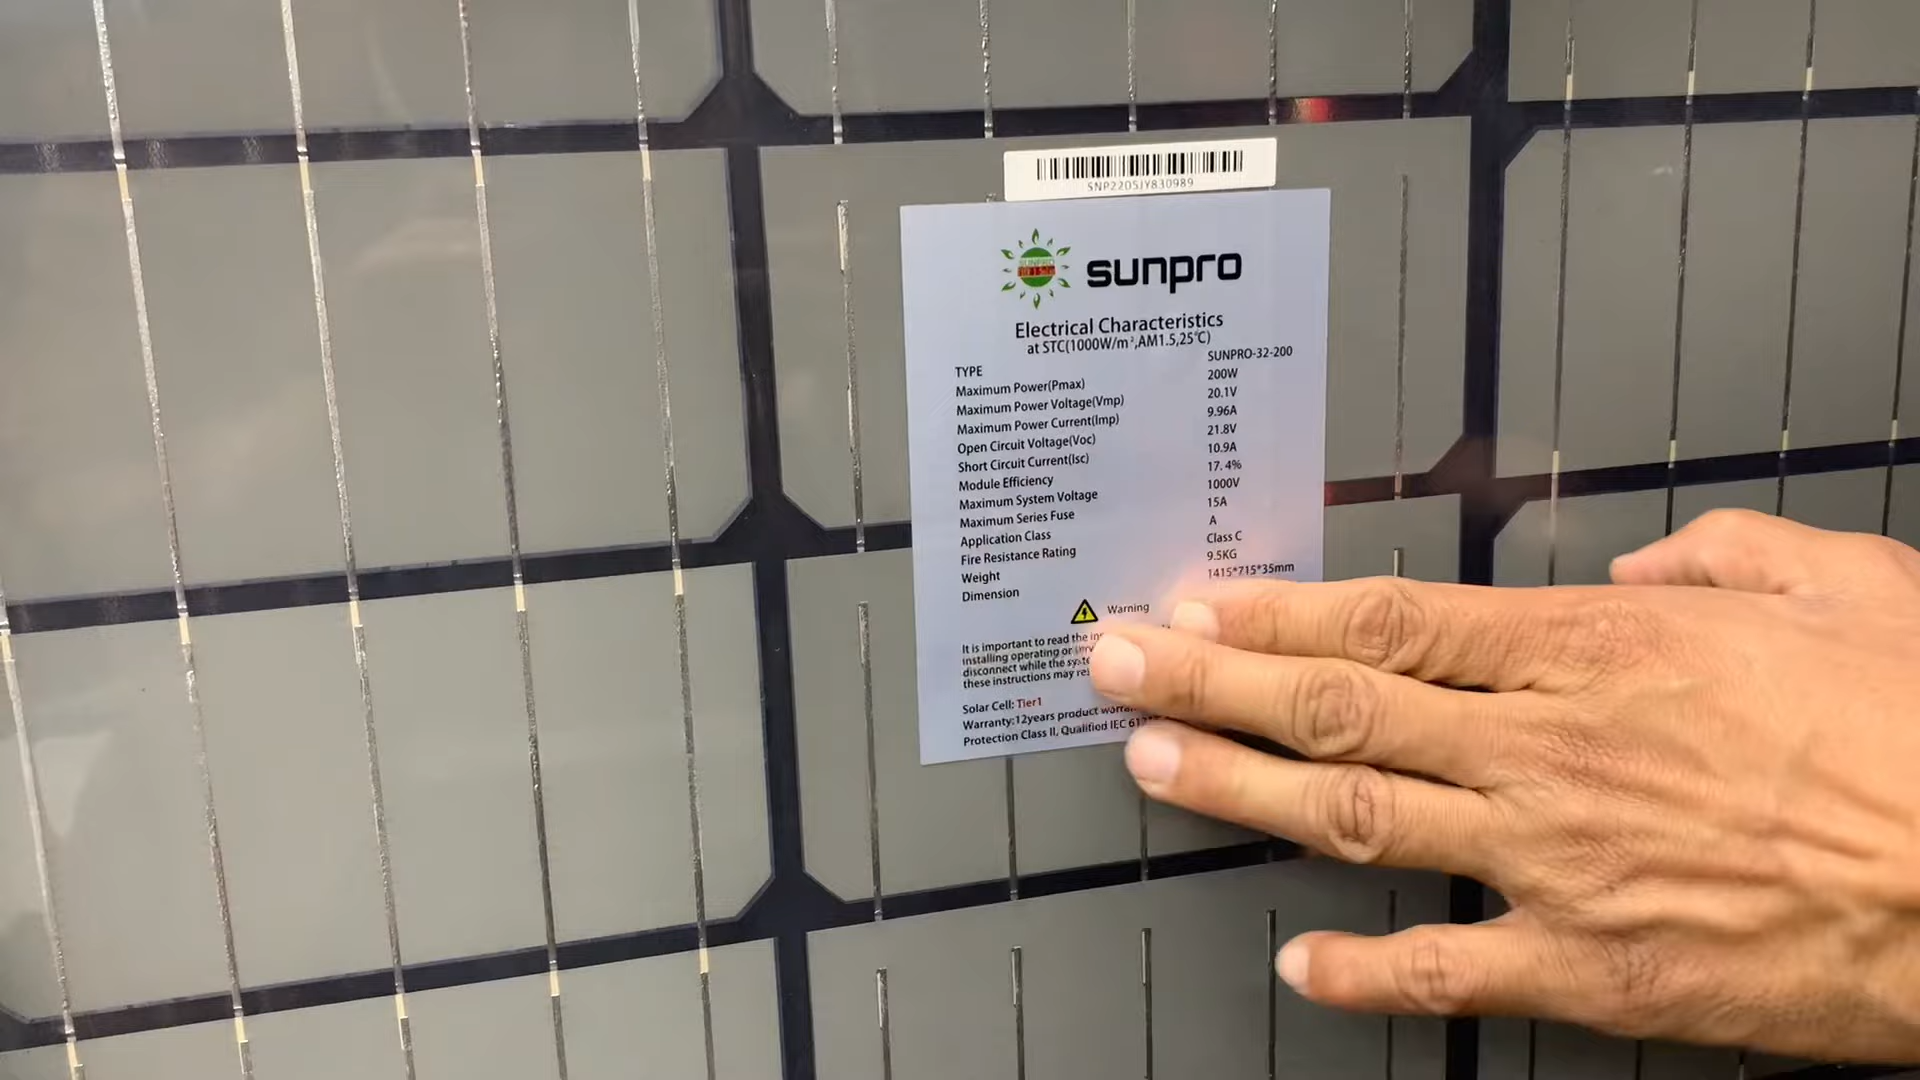 SNP2205JY830989
sunpro
Electrical Characteristics
at STC(1000W/m²,AM1.5,25℃)
TYPE SUNPRO-32-200
Maximum Power(Pmax) 200W
Maximum Power Voltage(Vmp) 20.1V
Maximum Power Current(Imp) 9.96A
Open Circuit Voltage(Voc) 21.8V
Short Circuit Current(Isc) 10.9A
Module Efficiency 17.4%
Maximum System Voltage 1000V
Maximum Series Fuse 15A
Application Class A
Fire Resistance Rating Class C
Weight 9.5KG
Dimension 1415*715*35mm
Warning
It is important to read the
installing operating or
disconnect while the
these instructions may
Solar Cell: Tier1
Warranty:12years product
Protection Class II, Qualified IEC